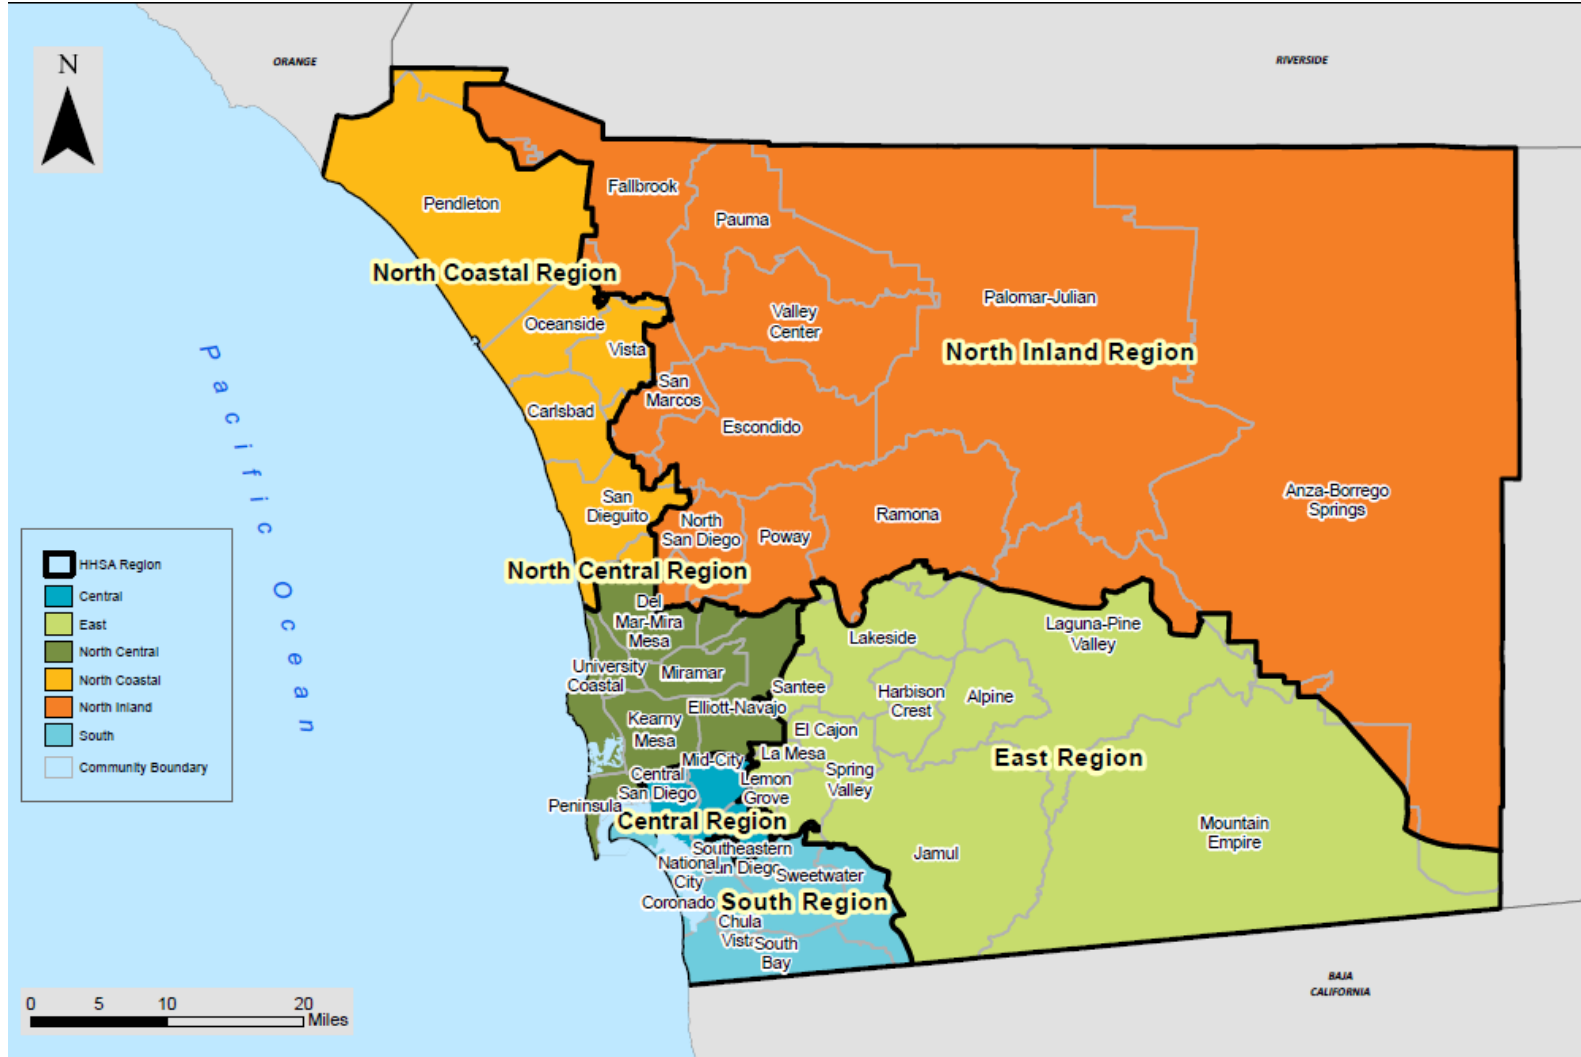 N
ORANGE
RIVERSIDE
Fallbrook
Pendleton
Pauma
North Coastal Region
Palomar-Julian
Valley
Center
Oceanside
Vista
North Inland Region
San
Marcos
Carlsbad
Escondido
Pacific Ocean
Anza-Borrego
Springs
San
Dieguito
North
San Diego
Poway
Ramona
North Central Region
Del
Mar-Mira
Mesa
Lakeside
Laguna-Pine
Valley
University
Coastal
Miramar
Santee
Harbison
Crest
Alpine
Elliott-Navajo
Kearny
Mesa
El Cajon
La Mesa
East Region
Mid-City
Central
San Diego
Lemon
Grove
Spring
Valley
Peninsula
Central Region
Mountain
Empire
Jamul
Southeastern
San Diego
National
City
Sweetwater
Coronado
South Region
Chula
Vista
South
Bay
HHSA Region
Central
East
North Central
North Coastal
North Inland
South
Community Boundary
BAJA
CALIFORNIA
0 5 10 20
Miles